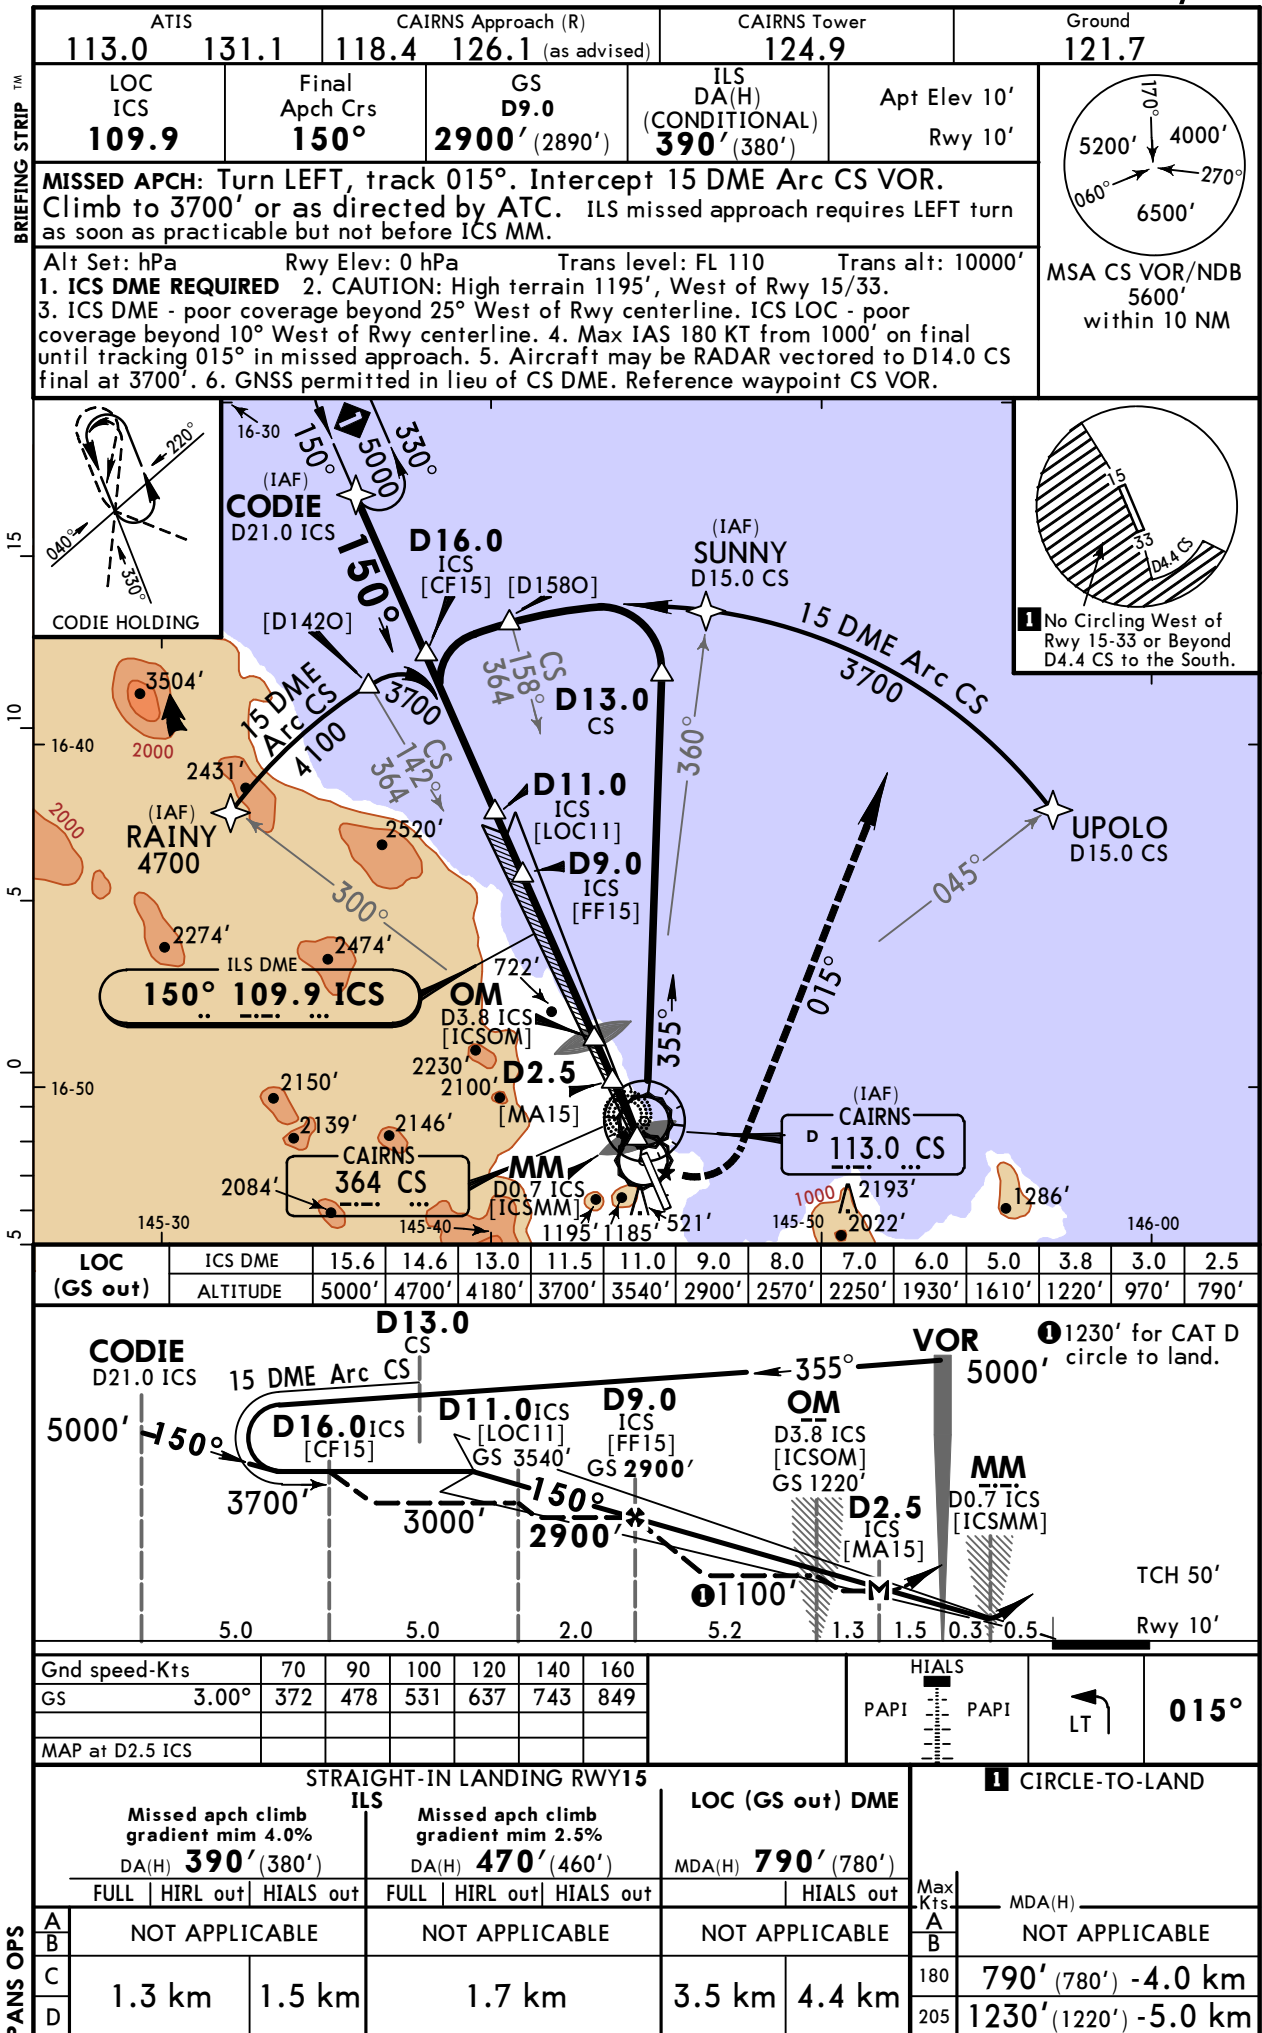 ATIS
113.0 131.1
CAIRNS Approach (R)
118.4 126.1 (as advised)
CAIRNS Tower
124.9
Ground
121.7
BRIEFING STRIP TM
LOC
ICS
109.9
Final
Apch Crs
150°
GS
D9.0
2900′ (2890′)
ILS
DA(H)
(CONDITIONAL)
390′ (380′)
Apt Elev 10′
Rwy 10′
MISSED APCH: Turn LEFT, track 015°. Intercept 15 DME Arc CS VOR.
Climb to 3700′ or as directed by ATC. ILS missed approach requires LEFT turn
as soon as practicable but not before ICS MM.
Alt Set: hPa Rwy Elev: 0 hPa Trans level: FL 110 Trans alt: 10000′
1. ICS DME REQUIRED 2. CAUTION: High terrain 1195′, West of Rwy 15/33.
3. ICS DME - poor coverage beyond 25° West of Rwy centerline. ICS LOC - poor
coverage beyond 10° West of Rwy centerline. 4. Max IAS 180 KT from 1000′ on final
until tracking 015° in missed approach. 5. Aircraft may be RADAR vectored to D14.0 CS
final at 3700′. 6. GNSS permitted in lieu of CS DME. Reference waypoint CS VOR.
170°
5200′ 4000′
060° 270°
6500′
MSA CS VOR/NDB
5600′
within 10 NM
220°
040°
330°
CODIE HOLDING
16-30
150°
5000
330°
(IAF)
CODIE
D21.0 ICS
150°
D16.0
ICS
[CF15]
[D158O]
[D142O]
(IAF)
SUNNY
D15.0 CS
15 DME Arc CS
3700
15
33
D4.4 CS
1 No Circling West of
Rwy 15-33 or Beyond
D4.4 CS to the South.
15
10
5
0
5
3504′
2000
16-40
15 DME
Arc CS
4100
3700
CS
158°
364
D13.0
CS
CS
142°
364
360°
2431′
(IAF)
RAINY
4700
2000
2520′
D11.0
ICS
[LOC11]
D9.0
ICS
[FF15]
UPOLO
D15.0 CS
045°
300°
2274′
2474′
ILS DME
150° 109.9 ICS
722′
OM
D3.8 ICS
[ICSOM]
015°
355°
2230′
16-50
2100′
D2.5
[MA15]
2150′
2139′
2146′
(IAF)
CAIRNS
D 113.0 CS
CAIRNS
364 CS
MM
D0.7 ICS
[ICSMM]
2084′
1195′
1185′
521′
1000
2193′
2022′
1286′
145-30
145-40
145-50
146-00
LOC
(GS out)
ICS DME 15.6 14.6 13.0 11.5 11.0 9.0 8.0 7.0 6.0 5.0 3.8 3.0 2.5
ALTITUDE 5000′ 4700′ 4180′ 3700′ 3540′ 2900′ 2570′ 2250′ 1930′ 1610′ 1220′ 970′ 790′
CODIE
D21.0 ICS
D13.0
CS
15 DME Arc CS
355°
VOR
5000′
1 1230′ for CAT D
circle to land.
5000′
150°
D16.0 ICS
[CF15]
D11.0 ICS
[LOC11]
GS 3540′
D9.0
ICS
[FF15]
GS 2900′
OM
D3.8 ICS
[ICSOM]
GS 1220′
MM
D0.7 ICS
[ICSMM]
3700′
150°
3000′
2900′
D2.5
ICS
[MA15]
M
1 1100′
TCH 50′
Rwy 10′
5.0 5.0 2.0 5.2 1.3 1.5 0.3 0.5
Gnd speed-Kts 70 90 100 120 140 160
GS 3.00° 372 478 531 637 743 849
MAP at D2.5 ICS
HIALS
PAPI PAPI
LT
015°
PANS OPS
STRAIGHT-IN LANDING RWY15
ILS
Missed apch climb
gradient mim 4.0%
DA(H) 390′ (380′)
Missed apch climb
gradient mim 2.5%
DA(H) 470′ (460′)
LOC (GS out) DME
MDA(H) 790′ (780′)
FULL HIRL out HIALS out FULL HIRL out HIALS out HIALS out
1 CIRCLE-TO-LAND
Max
Kts
MDA(H)
A
B
NOT APPLICABLE NOT APPLICABLE NOT APPLICABLE
A
B
NOT APPLICABLE
C
D
1.3 km 1.5 km 1.7 km 3.5 km 4.4 km
180 790′ (780′) -4.0 km
205 1230′ (1220′) -5.0 km